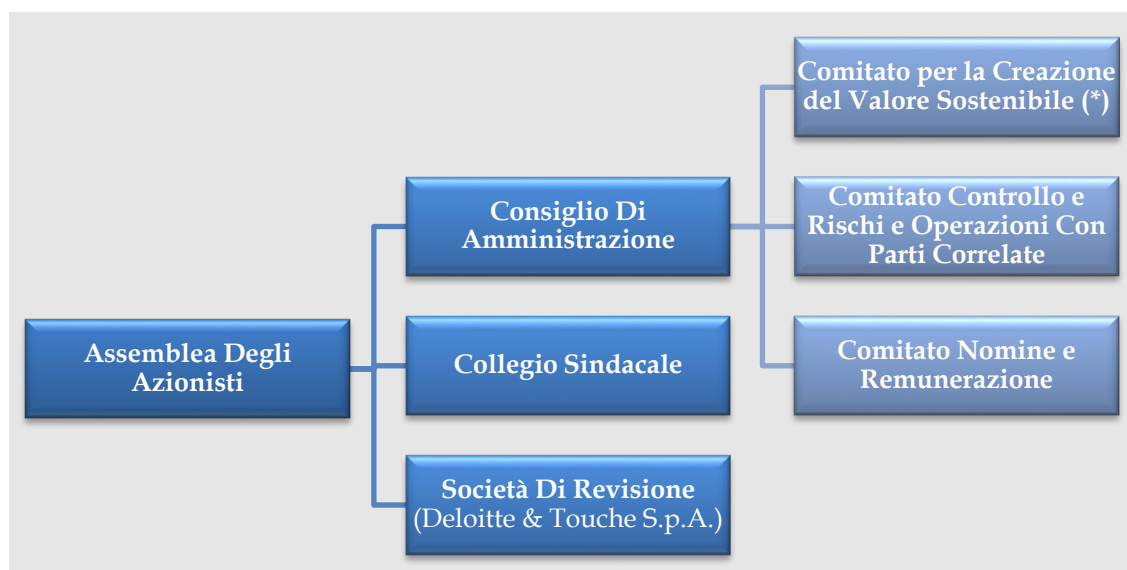 Assemblea Degli
Azionisti
Consiglio Di
Amministrazione
Collegio Sindacale
Società Di Revisione
(Deloitte & Touche S.p.A.)
Comitato per la Creazione
del Valore Sostenibile (*)
Comitato Controllo e
Rischi e Operazioni Con
Parti Correlate
Comitato Nomine e
Remunerazione